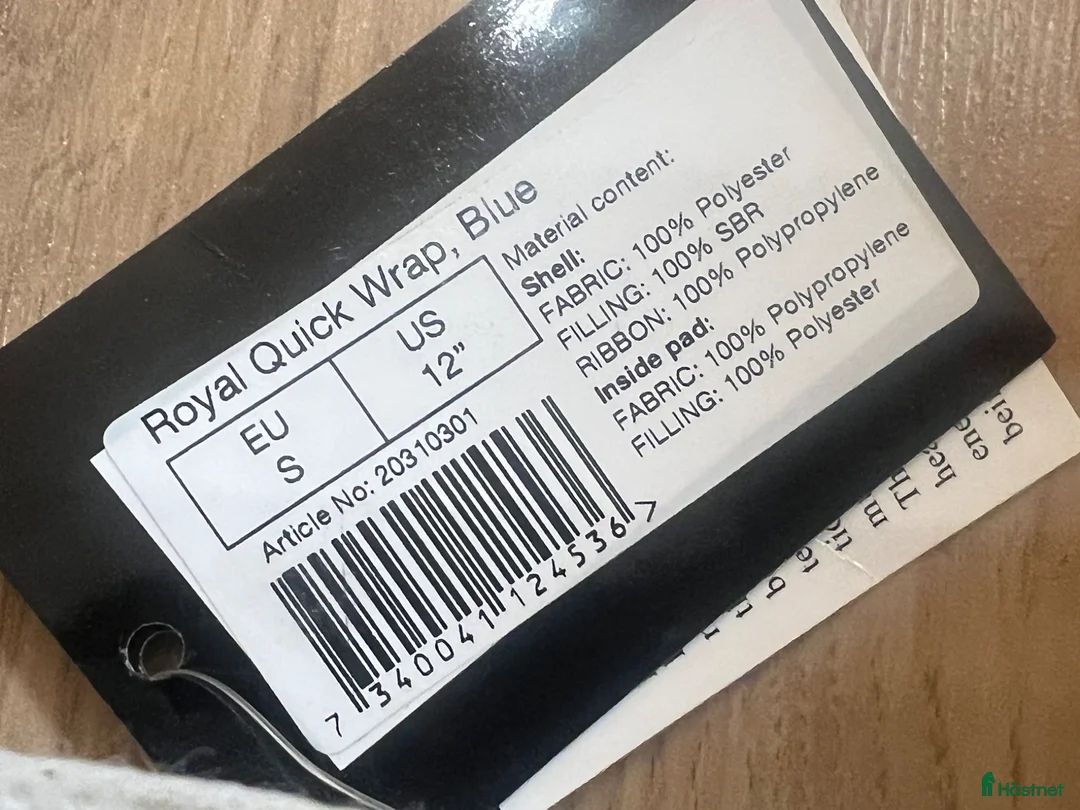 Royal Quick Wrap, Blue
EU
S
US
12"
Article No: 20310301
7 340041 124536 >
Material content:
Shell:
FABRIC: 100% Polyester
FILLING: 100% SBR
RIBBON: 100% Polypropylene
Inside pad:
FABRIC: 100% Polypropylene
FILLING: 100% Polyester
Hästnet